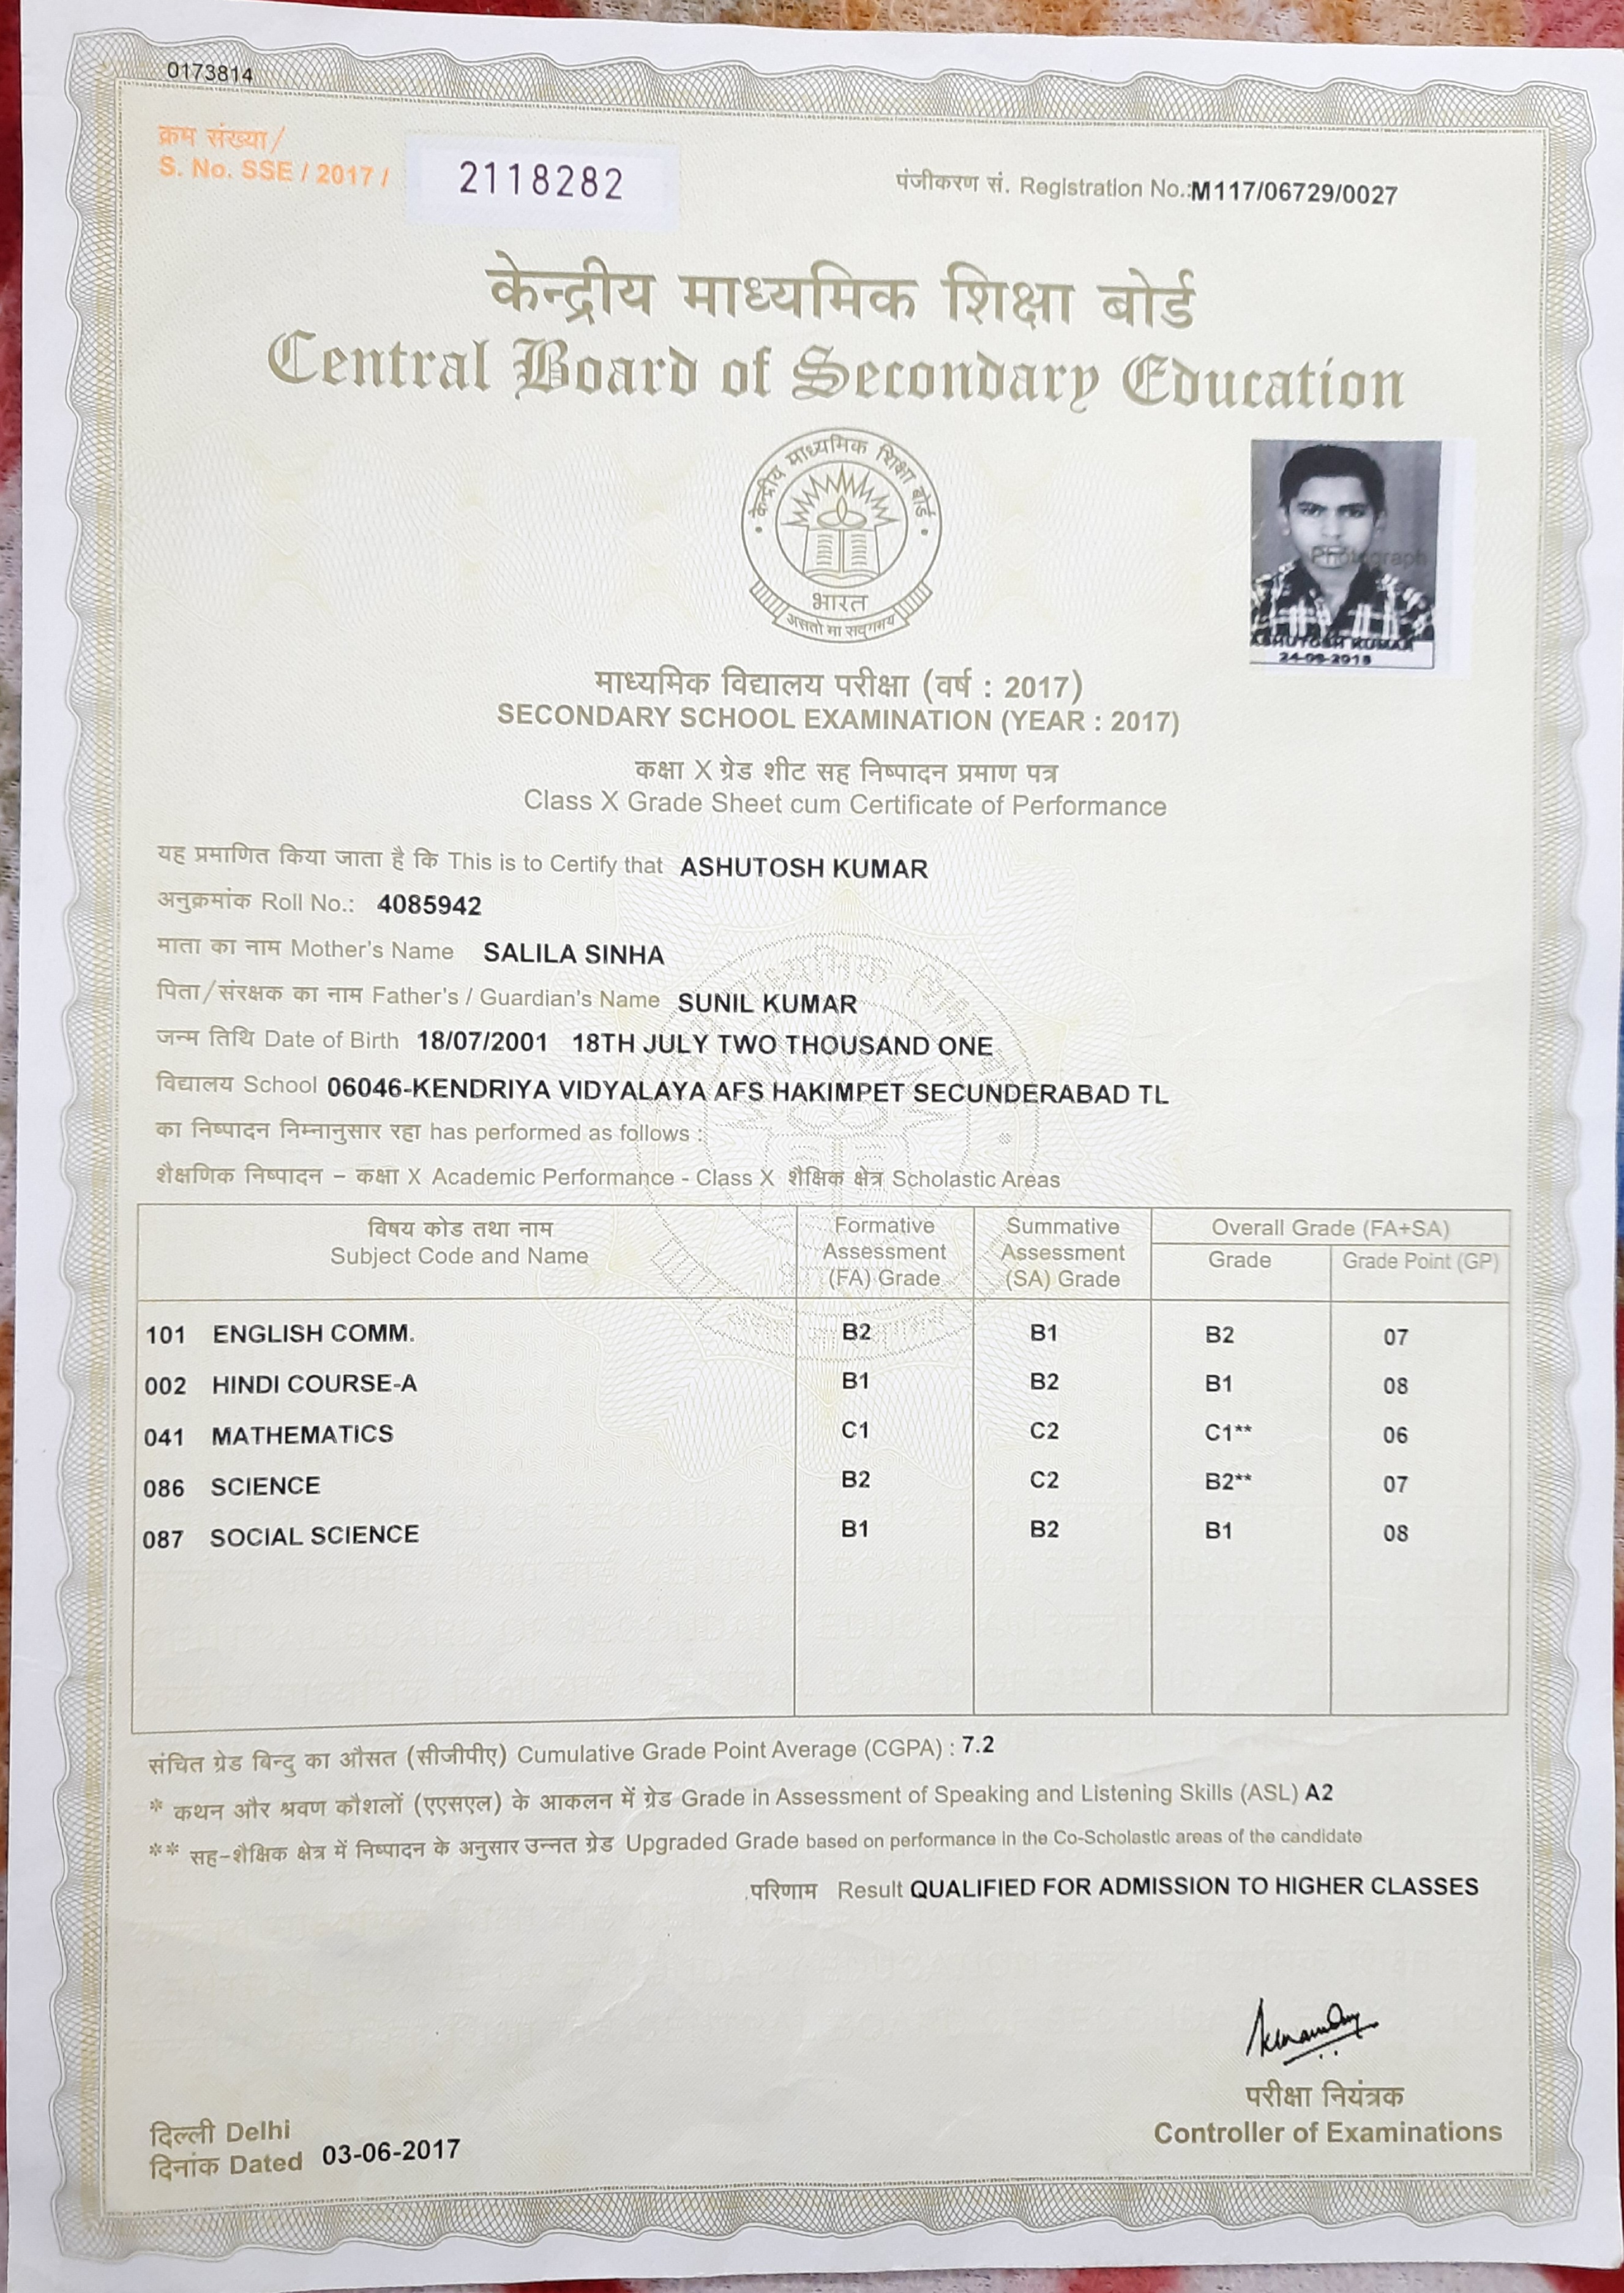 0173814
क्रम संख्या/
S. No. SSE / 2017 / 2118282
पंजीकरण सं. Registration No.:M117/06729/0027
केन्द्रीय माध्यमिक शिक्षा बोर्ड
Central Board of Secondary Education
केन्द्रीय माध्यमिक शिक्षा बोर्ड
भारत
असतो मा सद्गमय
Photograph
ASHUTOSH KUMAR
माध्यमिक विद्यालय परीक्षा (वर्ष : 2017)
SECONDARY SCHOOL EXAMINATION (YEAR : 2017)
कक्षा X ग्रेड शीट सह निष्पादन प्रमाण पत्र
Class X Grade Sheet cum Certificate of Performance
यह प्रमाणित किया जाता है कि This is to Certify that ASHUTOSH KUMAR
अनुक्रमांक Roll No.: 4085942
माता का नाम Mother's Name SALILA SINHA
पिता/संरक्षक का नाम Father's / Guardian's Name SUNIL KUMAR
जन्म तिथि Date of Birth 18/07/2001 18TH JULY TWO THOUSAND ONE
विद्यालय School 06046-KENDRIYA VIDYALAYA AFS HAKIMPET SECUNDERABAD TL
का निष्पादन निम्नानुसार रहा has performed as follows :
शैक्षणिक निष्पादन – कक्षा X Academic Performance - Class X शैक्षिक क्षेत्र Scholastic Areas
विषय कोड तथा नाम Formative Summative Overall Grade (FA+SA)
Subject Code and Name Assessment Assessment Grade Grade Point (GP)
(FA) Grade (SA) Grade
101 ENGLISH COMM. B2 B1 B2 07
002 HINDI COURSE-A B1 B2 B1 08
041 MATHEMATICS C1 C2 C1** 06
086 SCIENCE B2 C2 B2** 07
087 SOCIAL SCIENCE B1 B2 B1 08
संचित ग्रेड बिन्दु का औसत (सीजीपीए) Cumulative Grade Point Average (CGPA) : 7.2
* कथन और श्रवण कौशलों (एएसएल) के आकलन में ग्रेड Grade in Assessment of Speaking and Listening Skills (ASL) A2
** सह-शैक्षिक क्षेत्र में निष्पादन के अनुसार उन्नत ग्रेड Upgraded Grade based on performance in the Co-Scholastic areas of the candidate
परिणाम Result QUALIFIED FOR ADMISSION TO HIGHER CLASSES
परीक्षा नियंत्रक
Controller of Examinations
दिल्ली Delhi
दिनांक Dated 03-06-2017